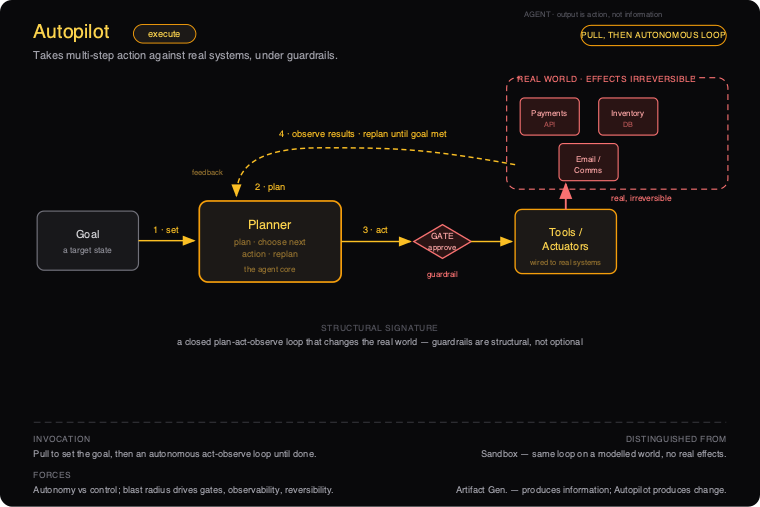 AGENT · output is action, not information
Autopilot
execute
PULL, THEN AUTONOMOUS LOOP
Takes multi-step action against real systems, under guardrails.
REAL WORLD · EFFECTS IRREVERSIBLE
Payments
API
Inventory
DB
4 · observe results · replan until goal met
Email /
Comms
feedback
2 · plan
real, irreversible
Goal
a target state
1 · set
Planner
plan · choose next
action · replan
the agent core
3 · act
GATE
approve
guardrail
Tools /
Actuators
wired to real systems
STRUCTURAL SIGNATURE
a closed plan-act-observe loop that changes the real world — guardrails are structural, not optional
INVOCATION
Pull to set the goal, then an autonomous act-observe loop until done.
FORCES
Autonomy vs control; blast radius drives gates, observability, reversibility.
DISTINGUISHED FROM
Sandbox — same loop on a modelled world, no real effects.
Artifact Gen. — produces information; Autopilot produces change.